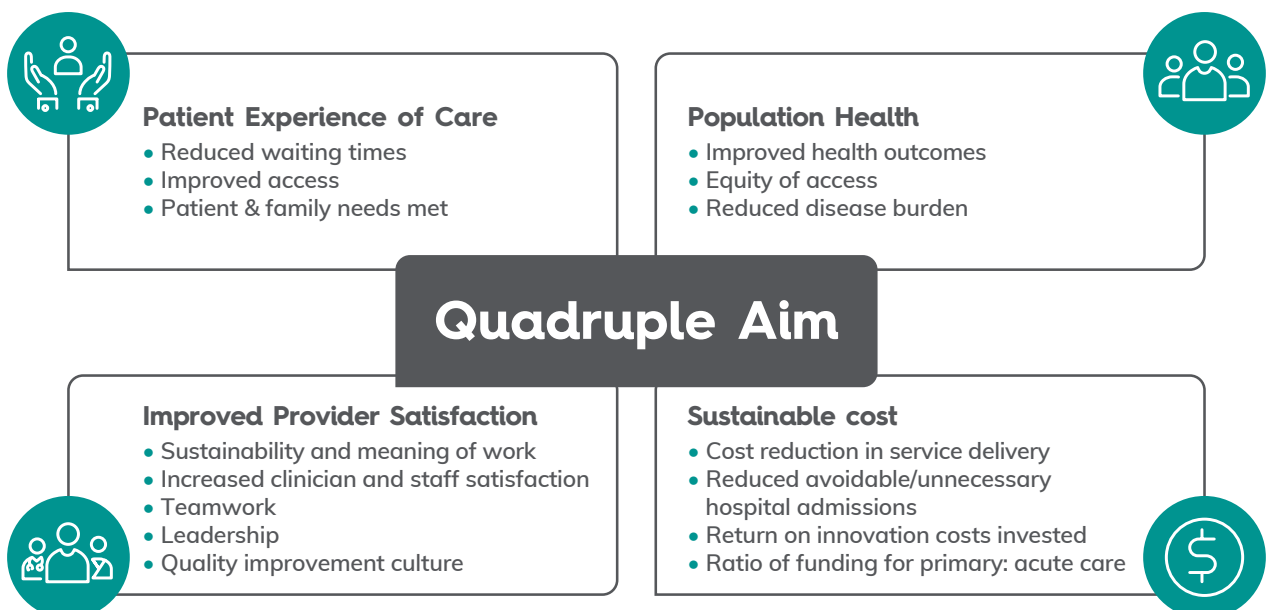 Patient Experience of Care
• Reduced waiting times
• Improved access
• Patient & family needs met
Population Health
• Improved health outcomes
• Equity of access
• Reduced disease burden
Quadruple Aim
Improved Provider Satisfaction
• Sustainability and meaning of work
• Increased clinician and staff satisfaction
• Teamwork
• Leadership
• Quality improvement culture
Sustainable cost
• Cost reduction in service delivery
• Reduced avoidable/unnecessary
hospital admissions
• Return on innovation costs invested
• Ratio of funding for primary: acute care
$